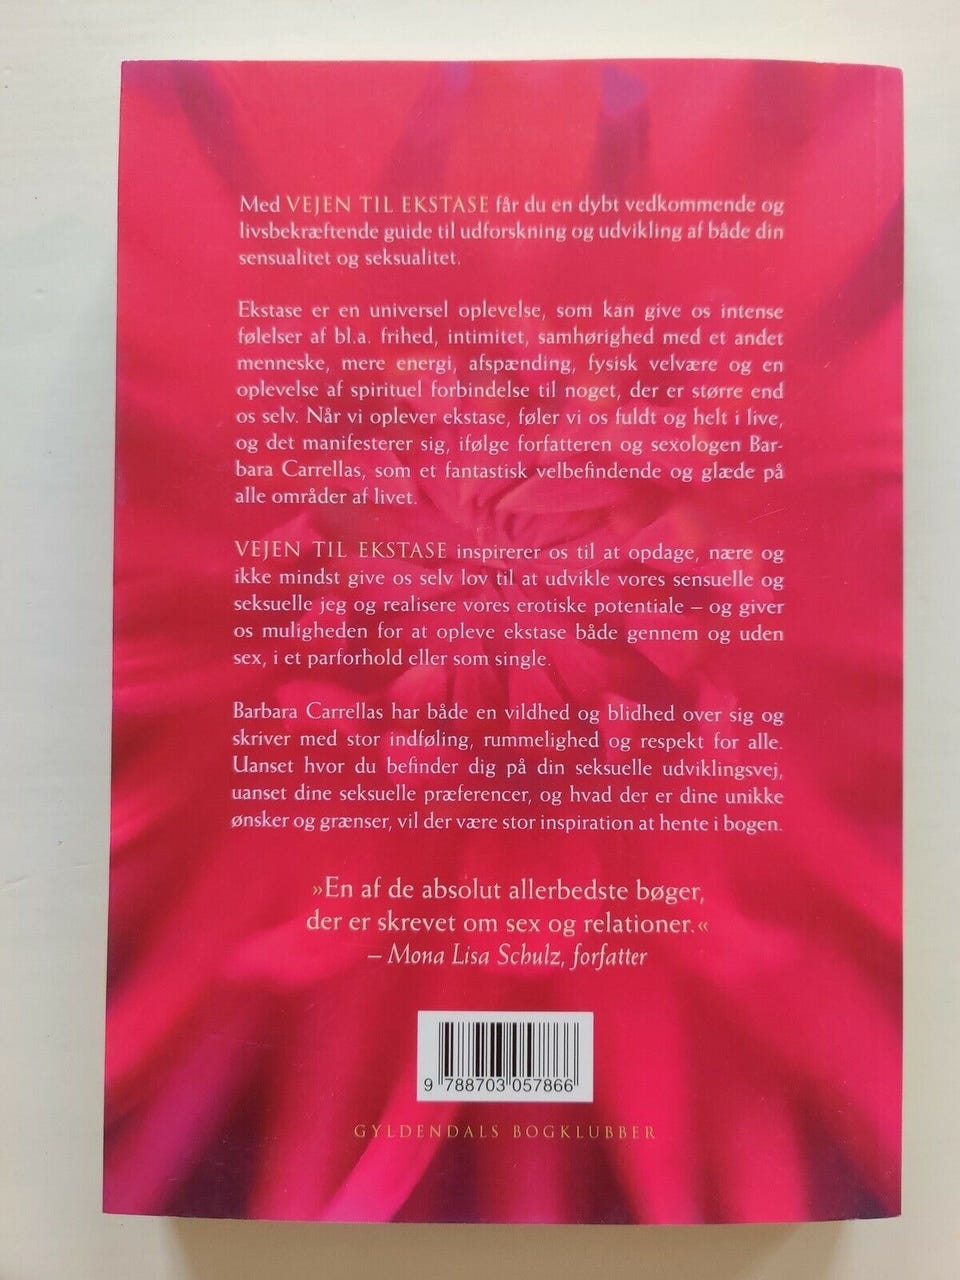 Med VEJEN TIL EKSTASE får du en dybt vedkommende og
livsbekræftende guide til udforskning og udvikling af både din
sensualitet og seksualitet.
Ekstase er en universel oplevelse, som kan give os intense
følelser af bl.a. frihed, intimitet, samhørighed med et andet
menneske, mere energi, afspænding, fysisk velvære og en
oplevelse af spirituel forbindelse til noget, der er større end
os selv. Når vi oplever ekstase, føler vi os fuldt og helt i live,
og det manifesterer sig, ifølge forfatteren og sexologen Bar-
bara Carrellas, som et fantastisk velbefindende og glæde på
alle områder af livet.
VEJEN TIL EKSTASE inspirerer os til at opdage, nære og
ikke mindst give os selv lov til at udvikle vores sensuelle og
seksuelle jeg og realisere vores erotiske potentiale – og giver
os muligheden for at opleve ekstase både gennem og uden
sex, i et parforhold eller som single.
Barbara Carrellas har både en vildhed og blidhed over sig og
skriver med stor indføling, rummelighed og respekt for alle.
Uanset hvor du befinder dig på din seksuelle udviklingsvej,
uanset dine seksuelle præferencer, og hvad der er dine unikke
ønsker og grænser, vil der være stor inspiration at hente i bogen.
»En af de absolut allerbedste bøger,
der er skrevet om sex og relationer.«
– Mona Lisa Schulz, forfatter
9 788703 057866
GYLDENDALS BOGKLUBBER